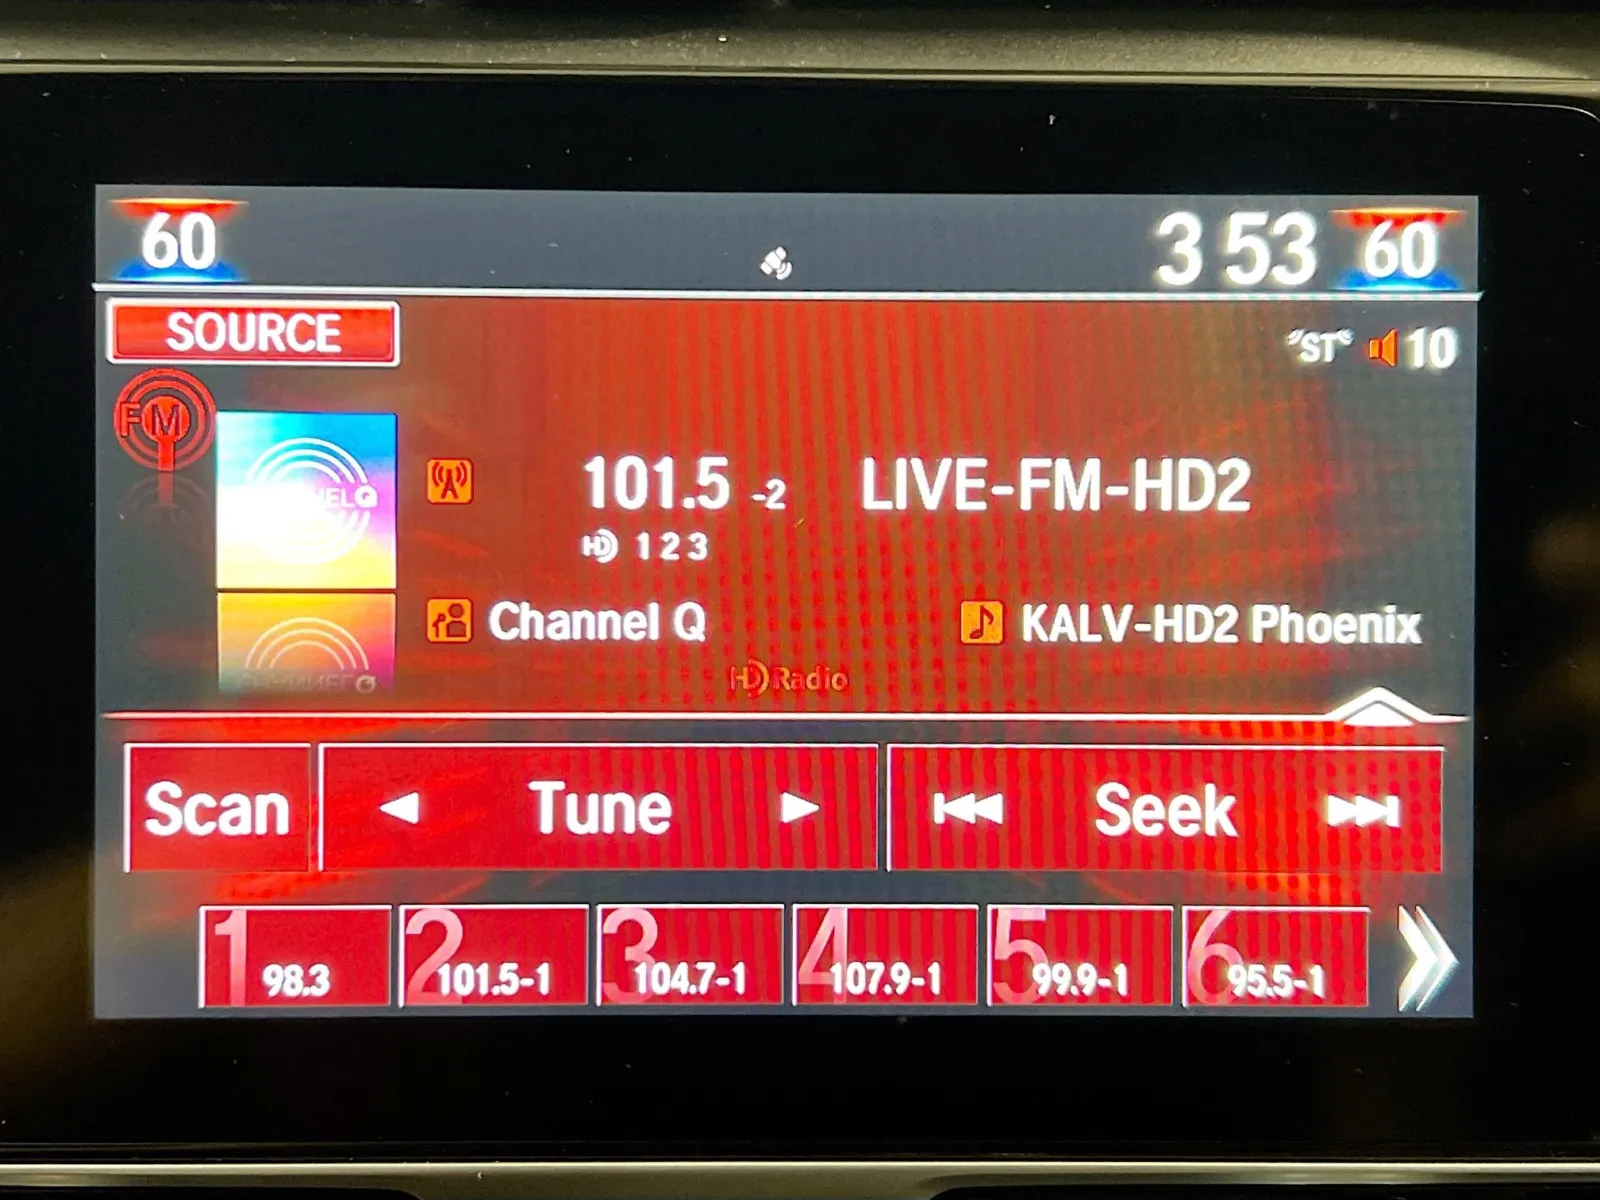 60
3 53
60
SOURCE
"ST" 10
FM
CHANNEL Q
101.5 -2
LIVE-FM-HD2
HD 1 2 3
Channel Q
KALV-HD2 Phoenix
HD Radio
Scan
Tune
Seek
1 98.3
2 101.5-1
3 104.7-1
4 107.9-1
5 99.9-1
6 95.5-1